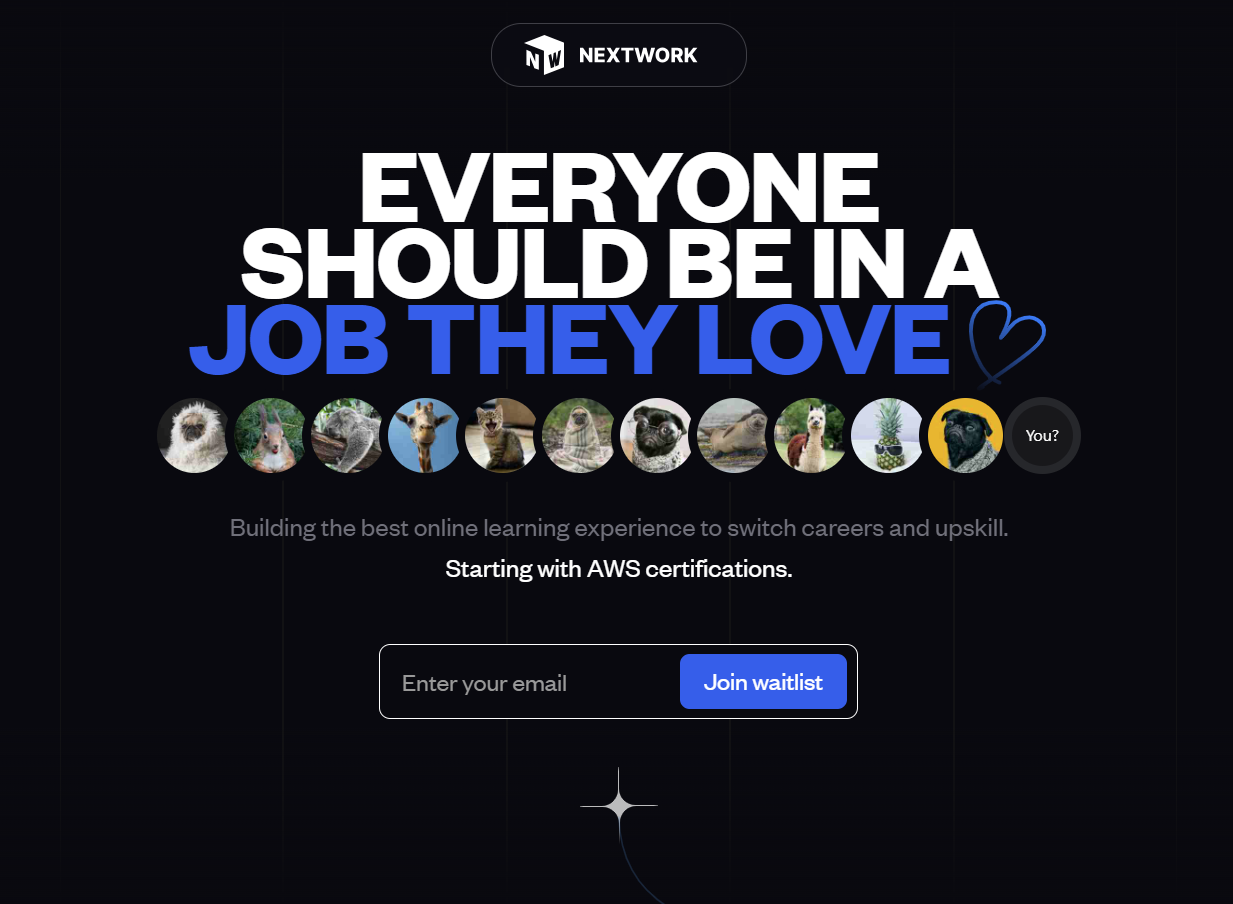 NW NEXTWORK
EVERYONE
SHOULD BE IN A
JOB THEY LOVE
You?
Building the best online learning experience to switch careers and upskill.
Starting with AWS certifications.
Enter your email Join waitlist